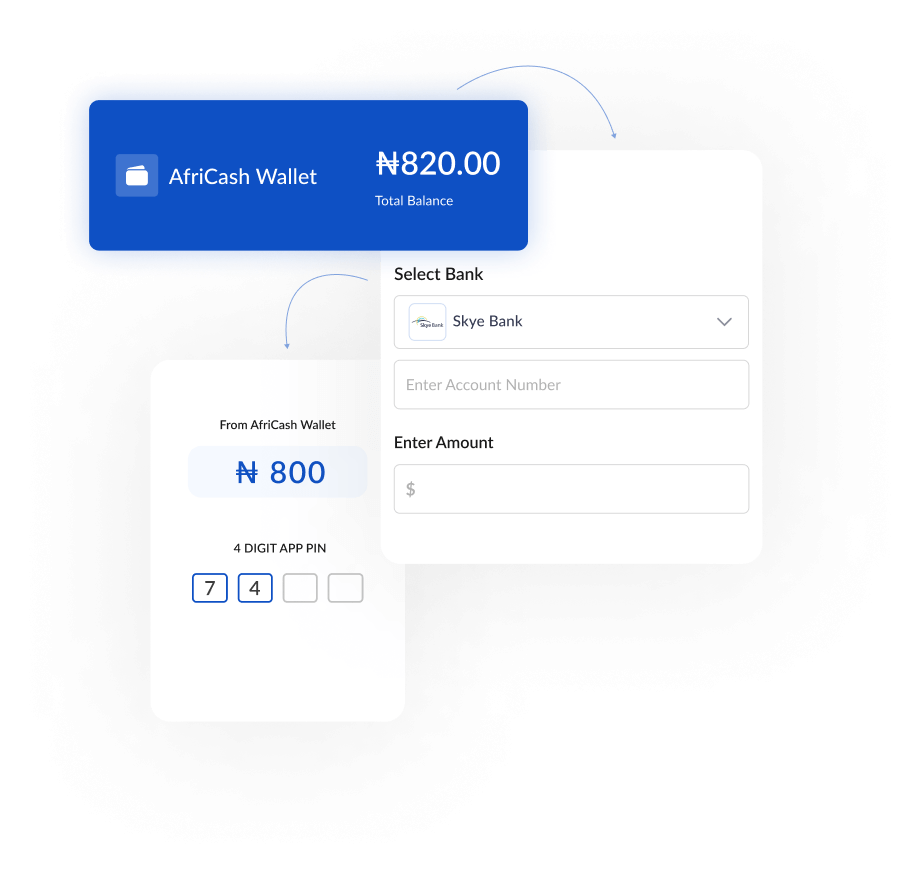 AfriCash Wallet
₦820.00
Total Balance
Select Bank
Skye Bank
Skye Bank
Enter Account Number
Enter Amount
$
From AfriCash Wallet
₦ 800
4 DIGIT APP PIN
7 4